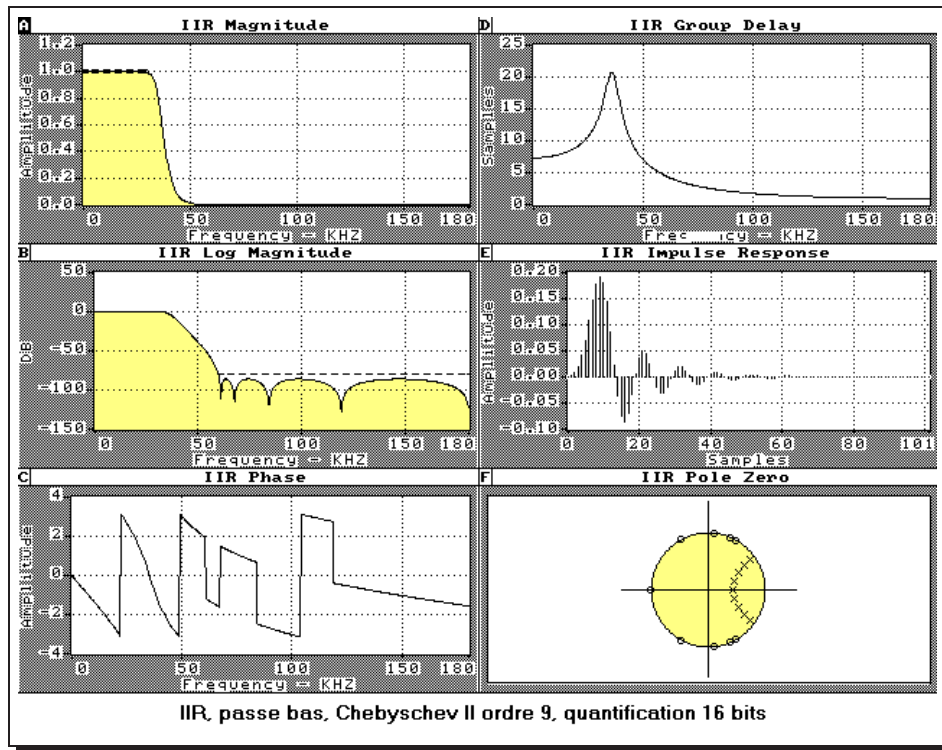 A IIR Magnitude
1.2
1.0
0.8
0.6
0.4
0.2
0.0
Amplitude
0 50 100 150 180
Frequency - KHZ
D IIR Group Delay
25
20
15
10
5
0
Samples
0 50 100 150 180
KHZ
B IIR Log Magnitude
50
0
-50
-100
-150
DB
0 50 100 150 180
Frequency - KHZ
E IIR Impulse Response
0.20
0.15
0.10
0.05
0.00
-0.05
-0.10
Amplitude
0 20 40 60 80 101
Samples
C IIR Phase
4
2
0
-2
-4
Amplitude
0 50 100 150 180
Frequency - KHZ
F IIR Pole Zero
IIR, passe bas, Chebyschev II ordre 9, quantification 16 bits